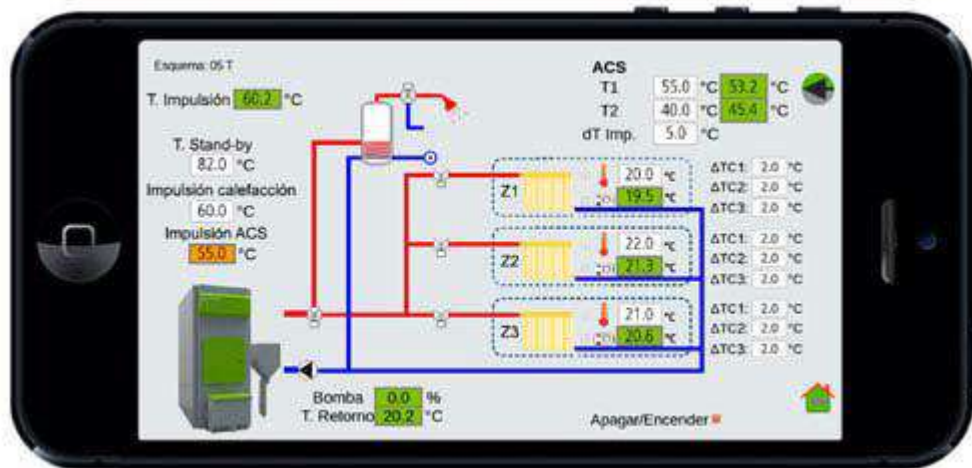 Esquema: 05 T
T. Impulsión 60.2 °C
T. Stand-by
82.0 °C
Impulsión calefacción
60.0 °C
Impulsión ACS
55.0 °C
Bomba 0.0 %
T. Retorno 20.2 °C
ACS
T1 55.0 °C 53.2 °C
T2 40.0 °C 45.4 °C
dT Imp. 5.0 °C
Z1 20.0 °C
19.5 °C
ΔTC1: 2.0 °C
ΔTC2: 2.0 °C
ΔTC3: 2.0 °C
Z2 22.0 °C
21.3 °C
ΔTC1: 2.0 °C
ΔTC2: 2.0 °C
ΔTC3: 2.0 °C
Z3 21.0 °C
20.6 °C
ΔTC1: 2.0 °C
ΔTC2: 2.0 °C
ΔTC3: 2.0 °C
Apagar/Encender